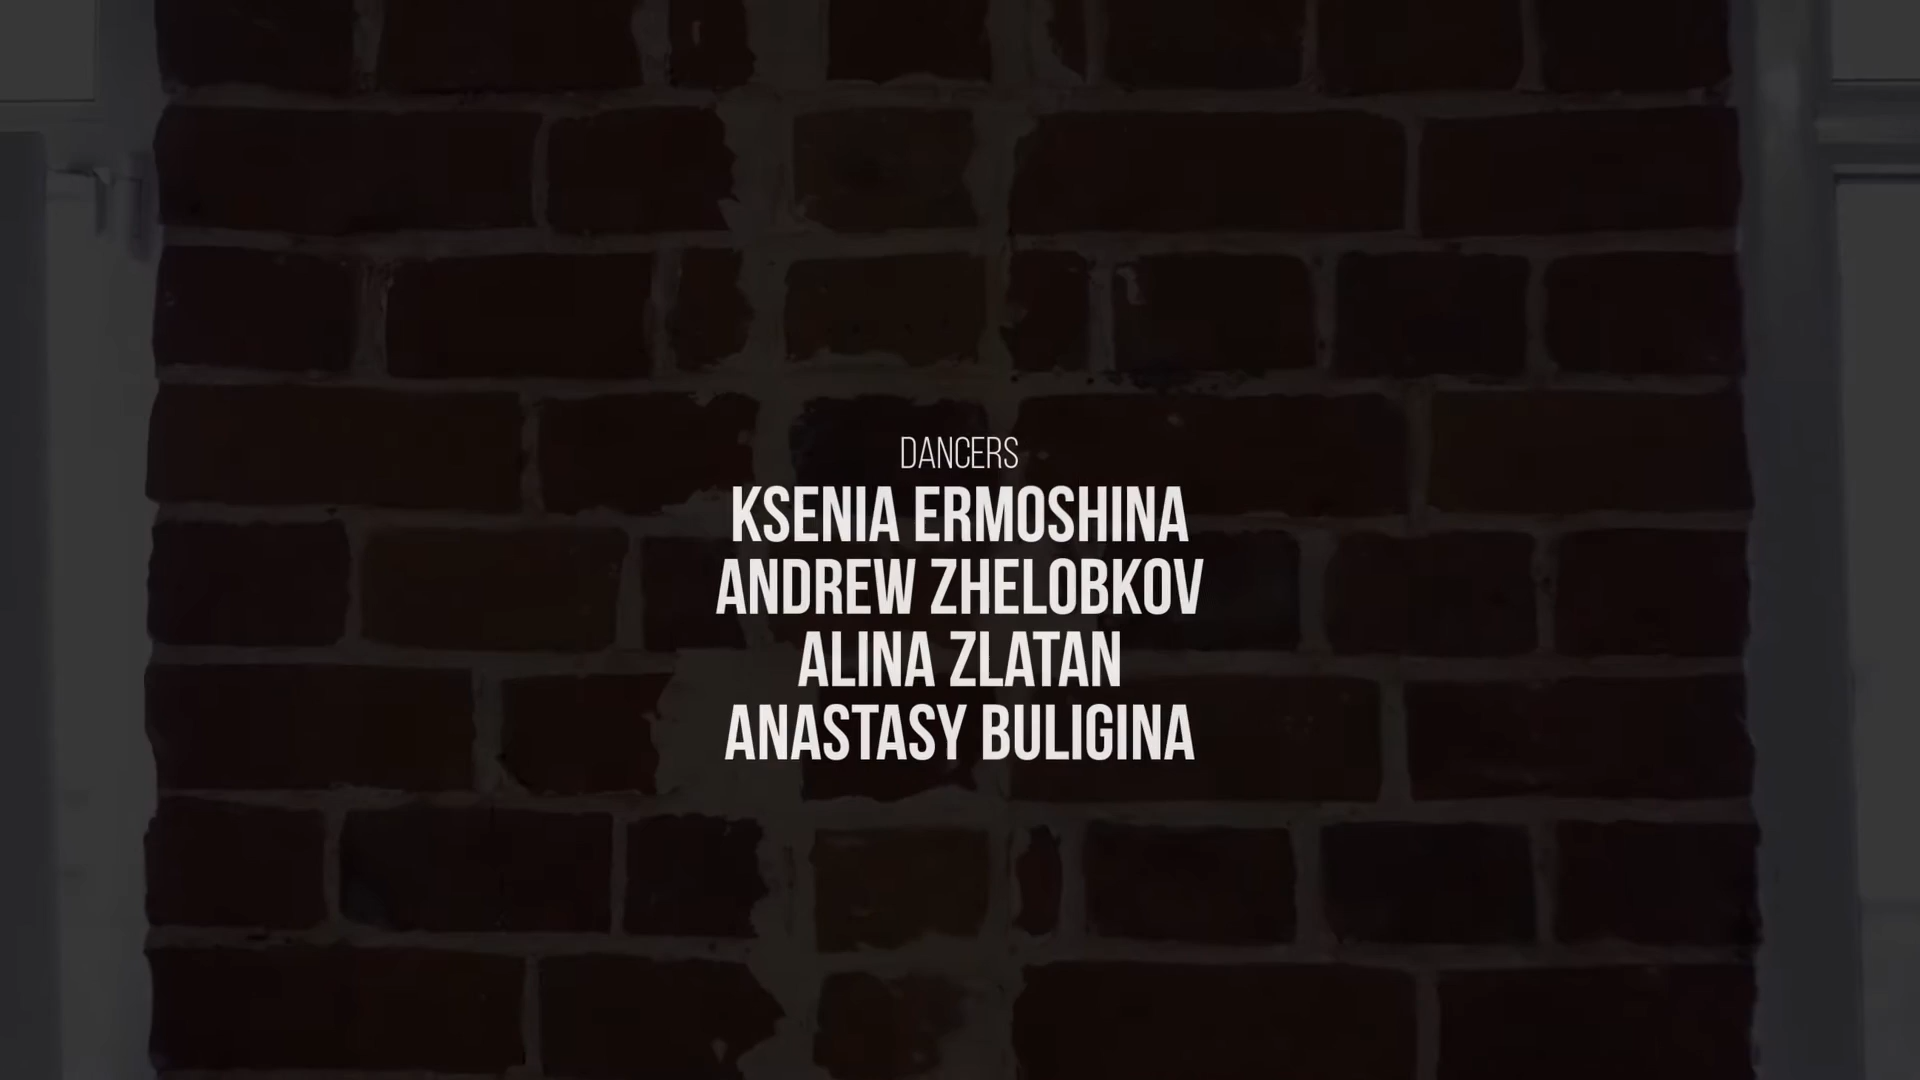 DANCERS
KSENIA ERMOSHINA
ANDREW ZHELOBKOV
ALINA ZLATAN
ANASTASY BULIGINA